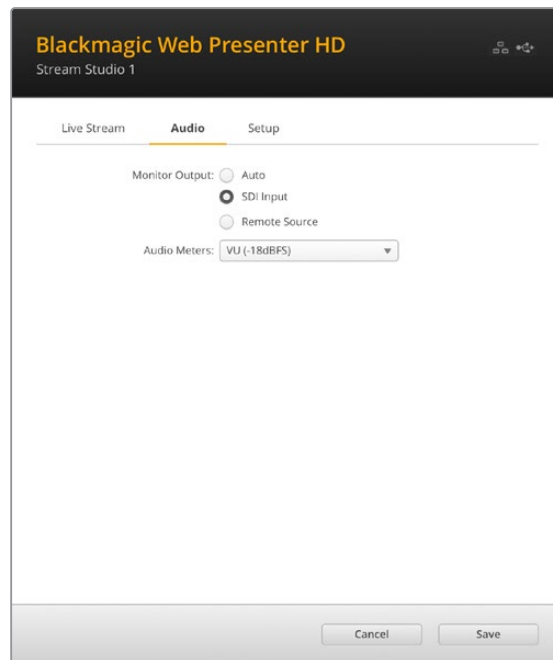 Blackmagic Web Presenter HD
Stream Studio 1
Live Stream Audio Setup
Monitor Output: Auto
SDI Input
Remote Source
Audio Meters: VU (-18dBFS)
Cancel Save